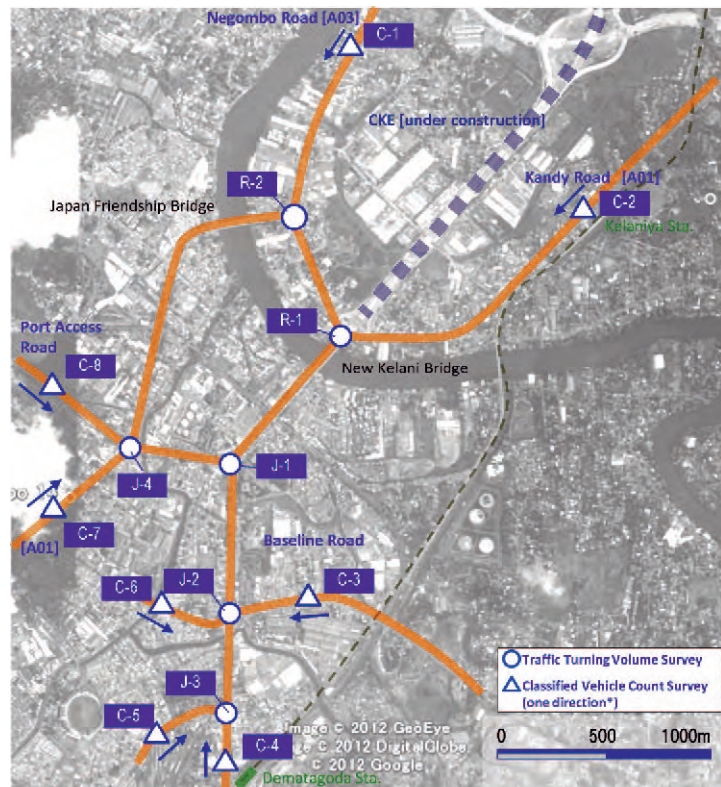 Negombo Road [A03]
C-1
CKE [under construction]
Kandy Road [A01]
R-2
C-2
Japan Friendship Bridge
Kelaniya Sta.
Port Access
Road
R-1
C-8
New Kelani Bridge
J-4
J-1
C-7
[A01]
Baseline Road
C-6
J-2
C-3
J-3
C-5
C-4
Image © 2012 GeoEye
© 2012 DigitalGlobe
© 2012 Google
Dematagoda Sta.
Traffic Turning Volume Survey
Classified Vehicle Count Survey
(one direction*)
0 500 1000m